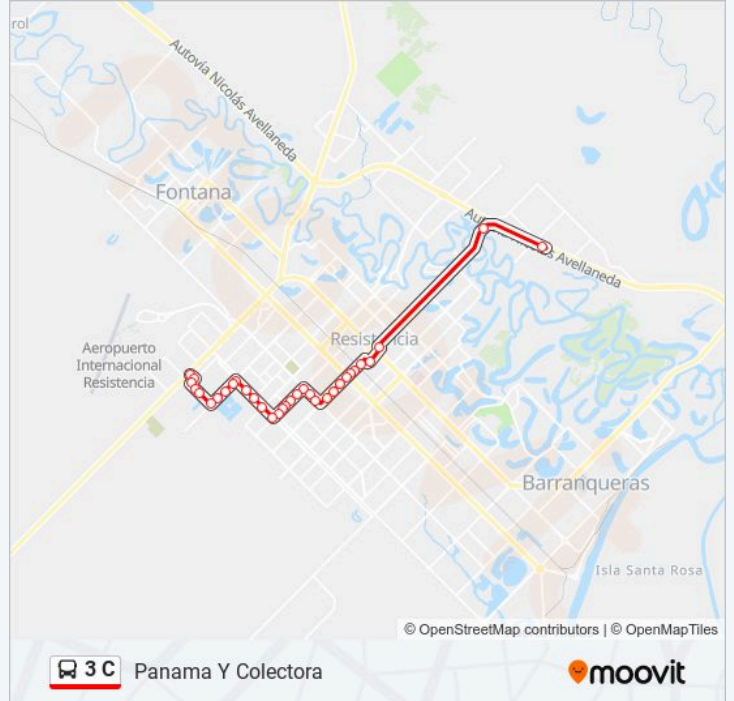 rol
Autovía Nicolás Avellaneda
Fontana
Au
s Avellaneda
Resistencia
Aeropuerto
Internacional
Resistencia
Barranqueras
Isla Santa Rosa
© OpenStreetMap contributors | © OpenMapTiles
3 C Panama Y Colectora
moovit